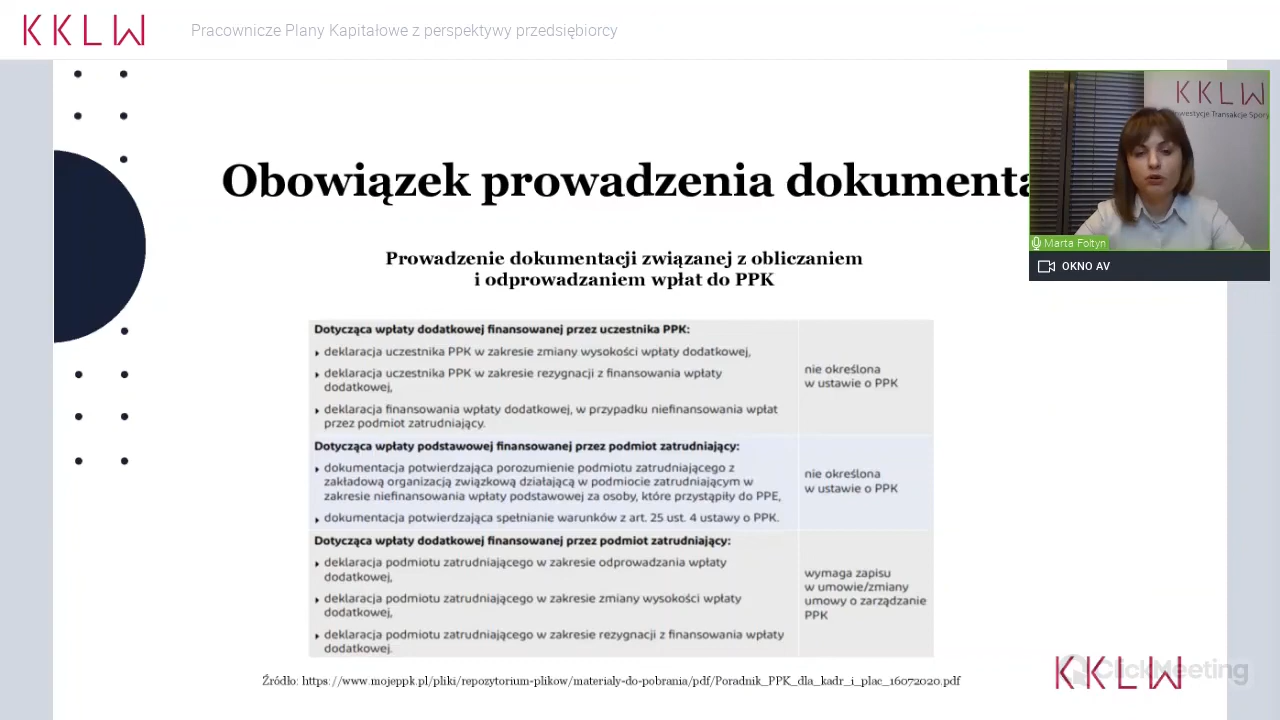 KKLW
Pracownicze Plany Kapitałowe z perspektywy przedsiębiorcy
Obowiązek prowadzenia dokumenta
KKLW
nwestycje Transakcje Spory
Marta Fołtyn
OKNO AV
Prowadzenie dokumentacji związanej z obliczaniem
i odprowadzaniem wpłat do PPK
Dotycząca wpłaty dodatkowej finansowanej przez uczestnika PPK:
deklaracja uczestnika PPK w zakresie zmiany wysokości wpłaty dodatkowej,
deklaracja uczestnika PPK w zakresie rezygnacji z finansowania wpłaty
dodatkowej,
deklaracja finansowania wpłaty dodatkowej, w przypadku niefinansowania wpłat
przez podmiot zatrudniający.
nie określona
w ustawie o PPK
Dotycząca wpłaty podstawowej finansowanej przez podmiot zatrudniający:
dokumentacja potwierdzająca porozumienie podmiotu zatrudniającego z
zakładową organizacją związkową działającą w podmiocie zatrudniającym w
zakresie niefinansowania wpłaty podstawowej za osoby, które przystąpiły do PPE,
dokumentacja potwierdzająca spełnianie warunków z art. 25 ust. 4 ustawy o PPK.
nie określona
w ustawie o PPK
Dotycząca wpłaty dodatkowej finansowanej przez podmiot zatrudniający:
deklaracja podmiotu zatrudniającego w zakresie odprowadzania wpłaty
dodatkowej,
deklaracja podmiotu zatrudniającego w zakresie zmiany wysokości wpłaty
dodatkowej,
deklaracja podmiotu zatrudniającego w zakresie rezygnacji z finansowania wpłaty
dodatkowej.
wymaga zapisu
w umowie/zmiany
umowy o zarządzanie
PPK
Źródło: https://www.mojeppk.pl/pliki/repozytorium-plikow/materialy-do-pobrania/pdf/Poradnik_PPK_dla_kadr_i_plac_16072020.pdf
KKLW
ClickMeeting